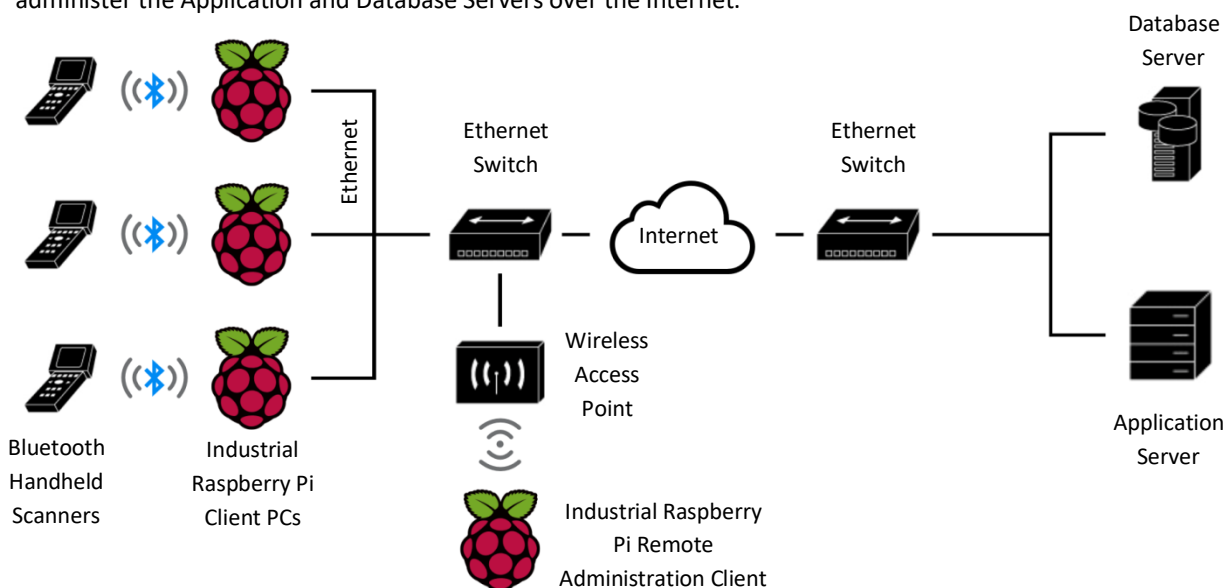 administer the Application and Database Servers over the Internet.
Database
Server
Ethernet
Ethernet
Switch
Internet
Ethernet
Switch
Wireless
Access
Point
Application
Server
Bluetooth
Handheld
Scanners
Industrial
Raspberry Pi
Client PCs
Industrial Raspberry
Pi Remote
Administration Client